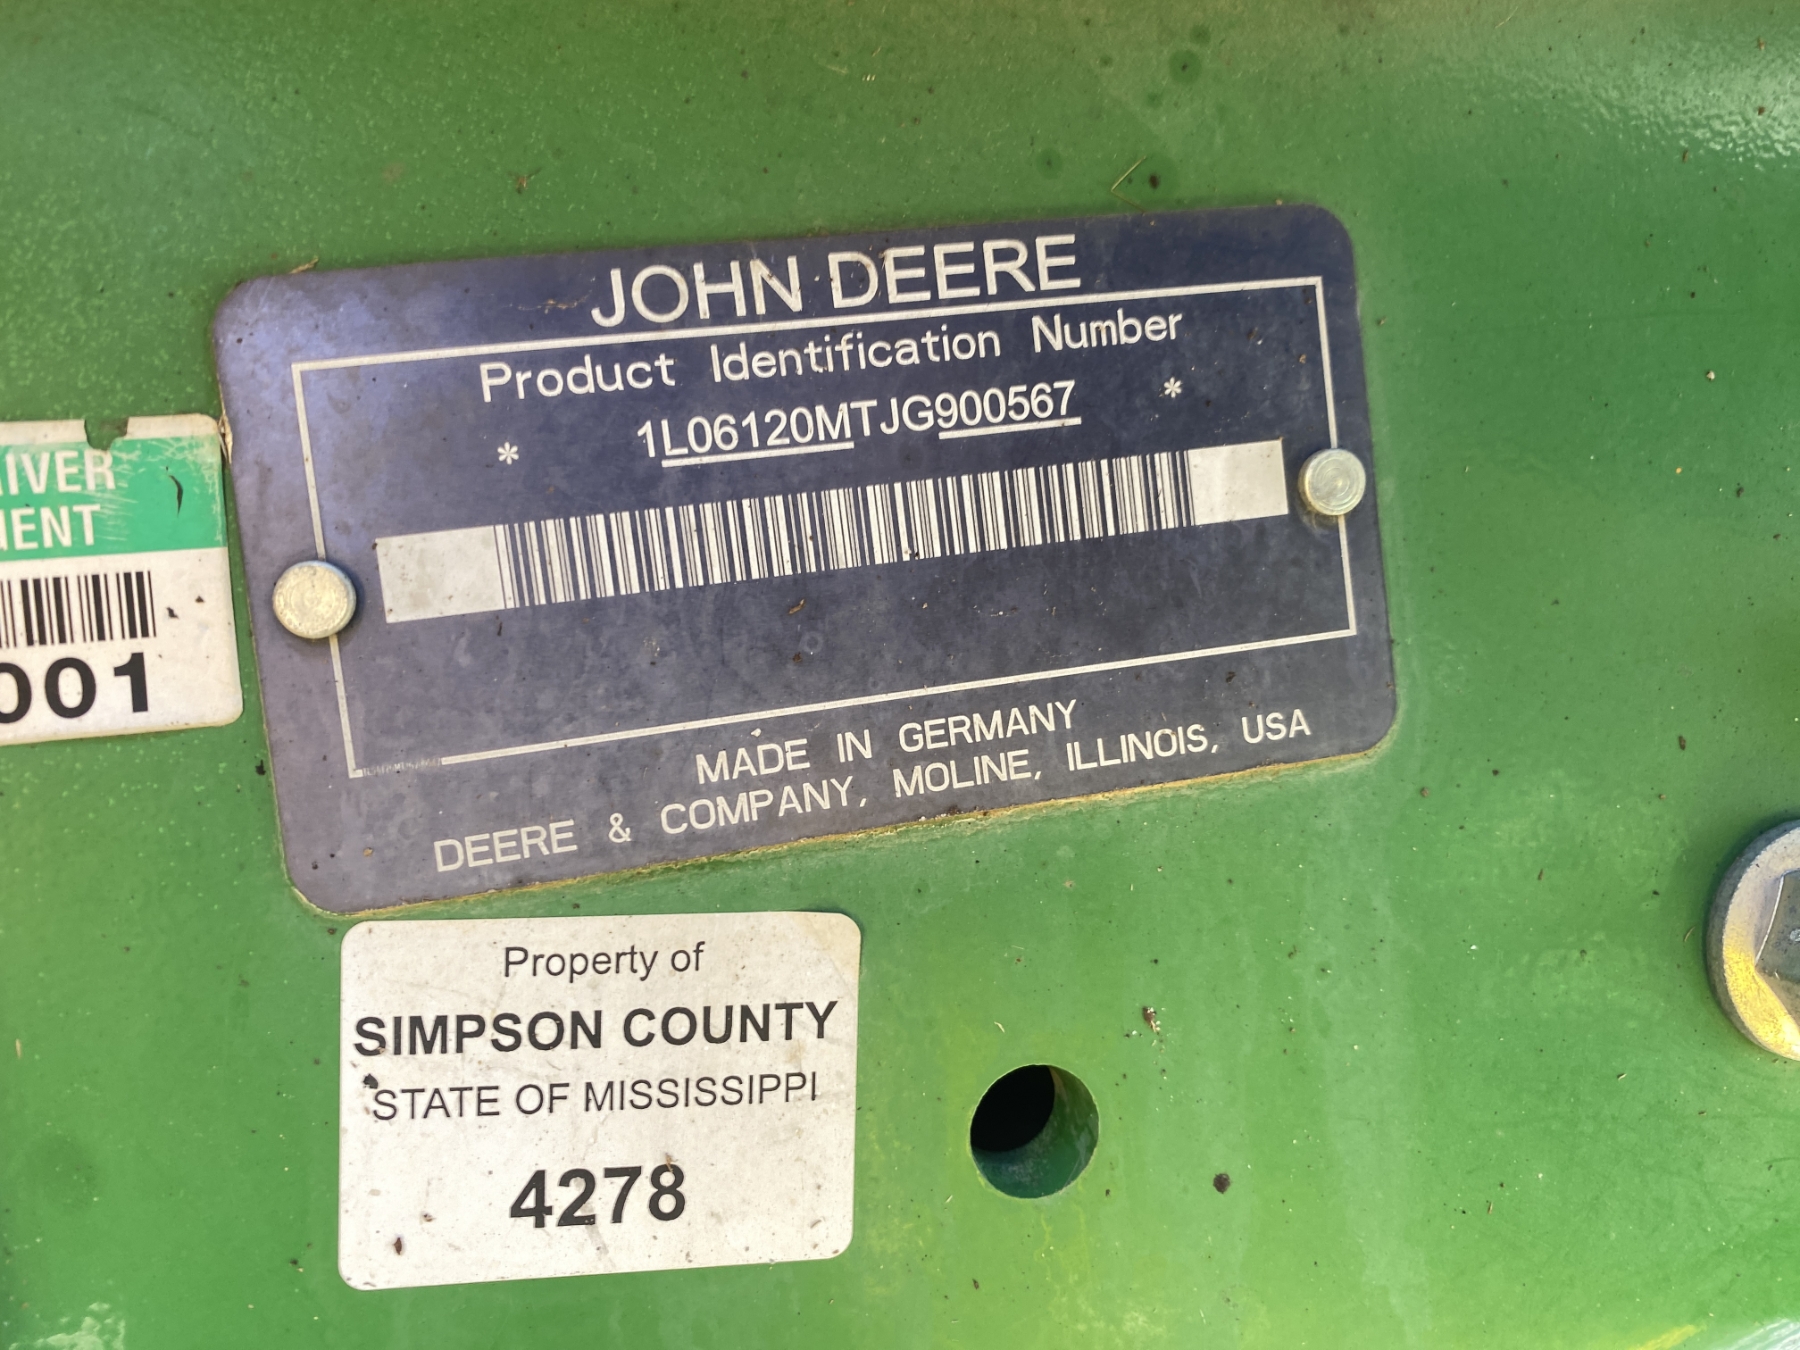 JOHN DEERE
Product Identification Number
* 1L06120MTJG900567 *
MADE IN GERMANY
DEERE & COMPANY, MOLINE, ILLINOIS, USA
IVER
ENT
001
Property of
SIMPSON COUNTY
STATE OF MISSISSIPPI
4278